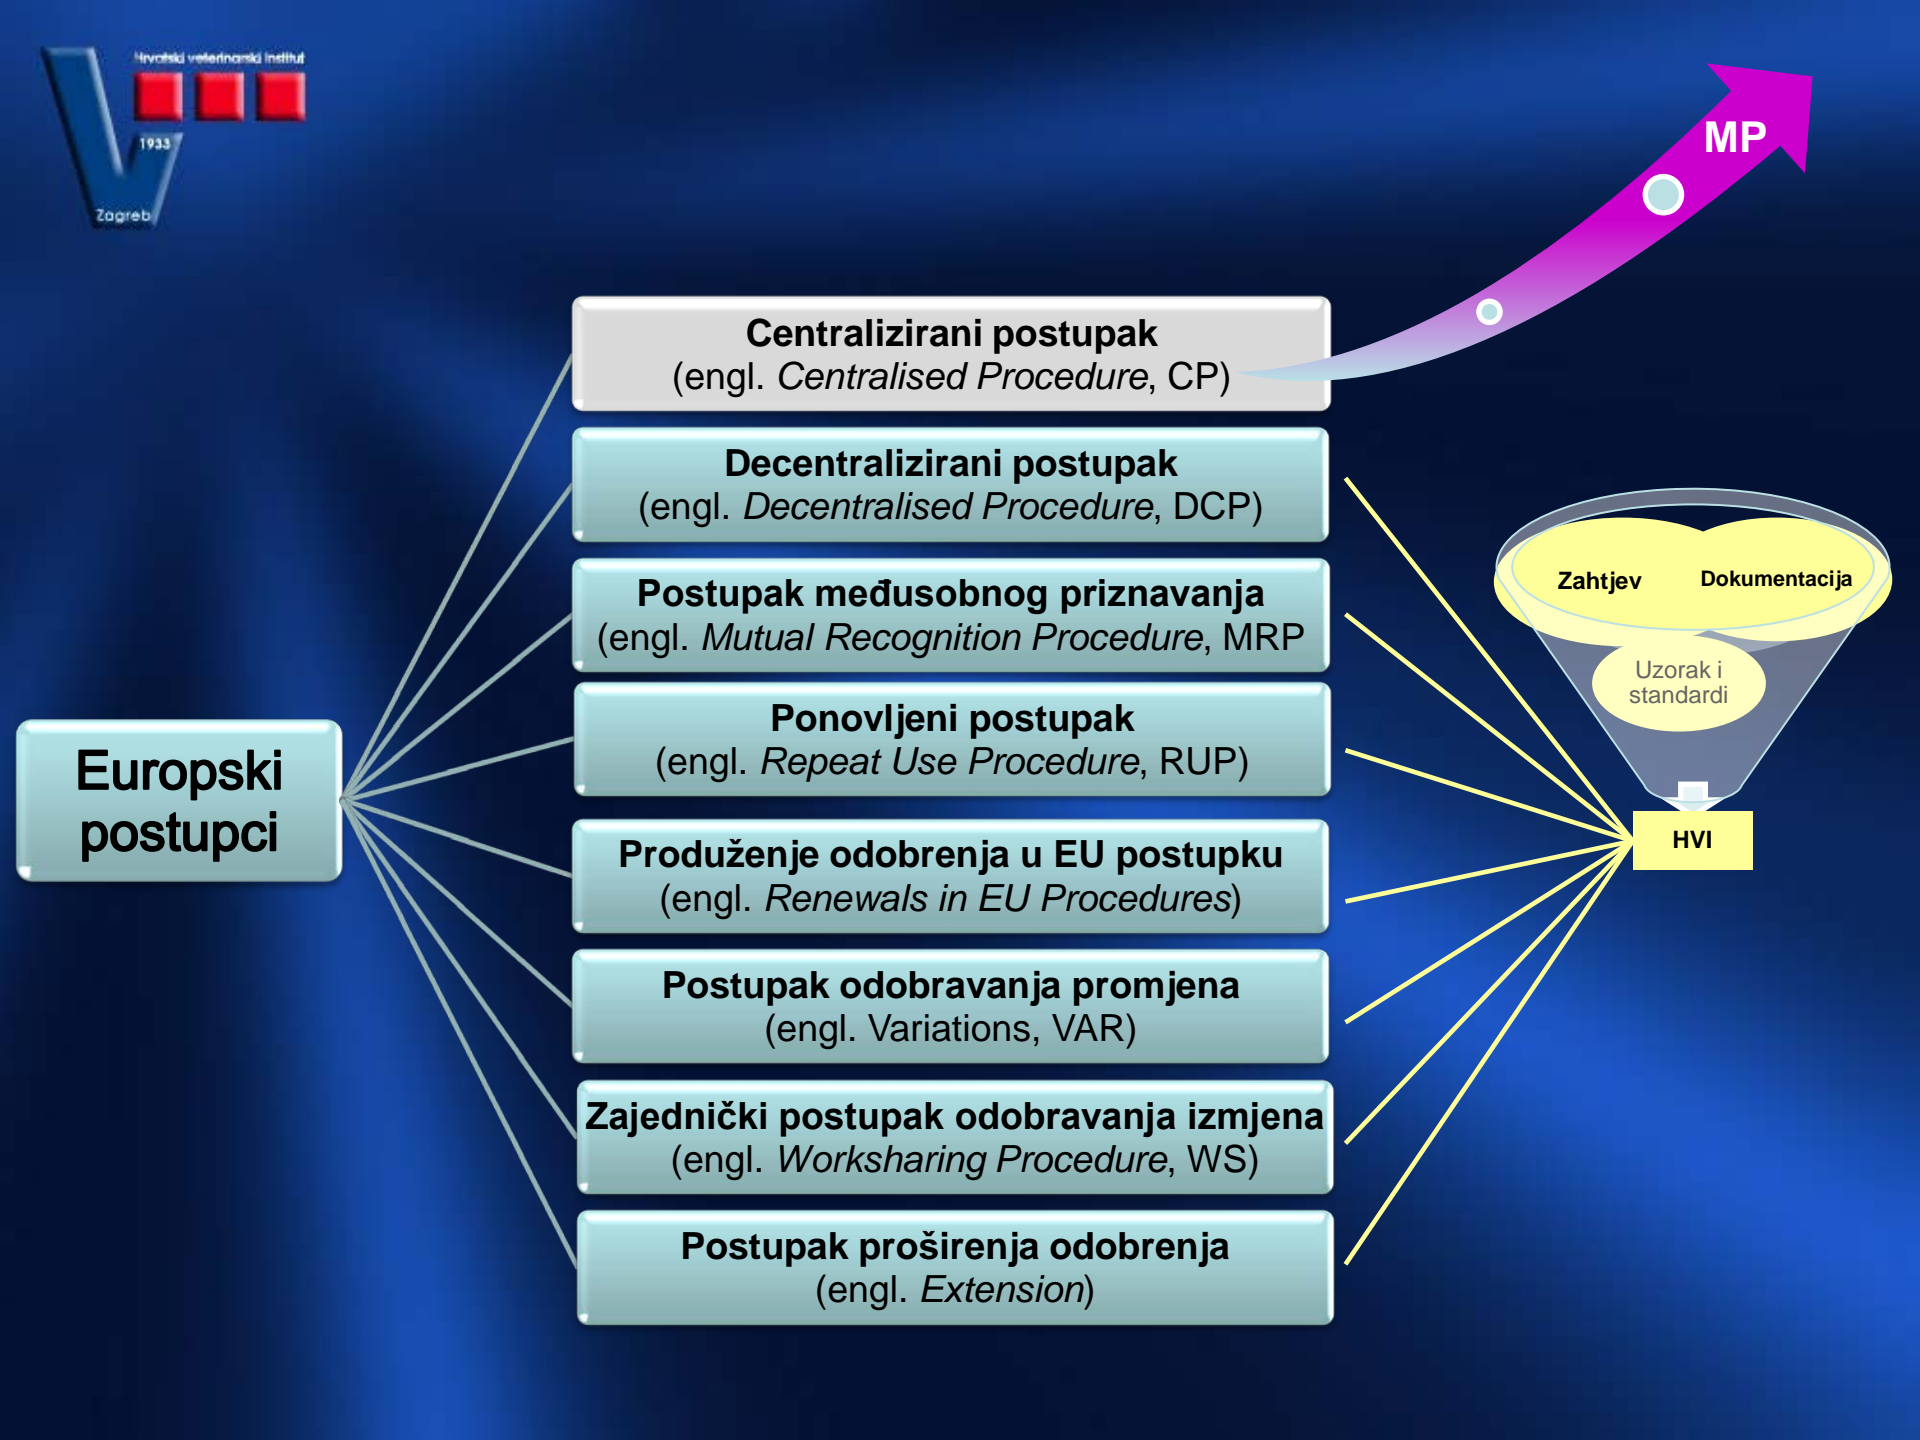 Hrvatski veterinarski institut
1933
Zagreb
MP
Centralizirani postupak
(engl. Centralised Procedure, CP)
Decentralizirani postupak
(engl. Decentralised Procedure, DCP)
Postupak međusobnog priznavanja
(engl. Mutual Recognition Procedure, MRP
Ponovljeni postupak
(engl. Repeat Use Procedure, RUP)
Europski
postupci
Produženje odobrenja u EU postupku
(engl. Renewals in EU Procedures)
Postupak odobravanja promjena
(engl. Variations, VAR)
Zajednički postupak odobravanja izmjena
(engl. Worksharing Procedure, WS)
Postupak proširenja odobrenja
(engl. Extension)
Zahtjev
Dokumentacija
Uzorak i
standardi
HVI